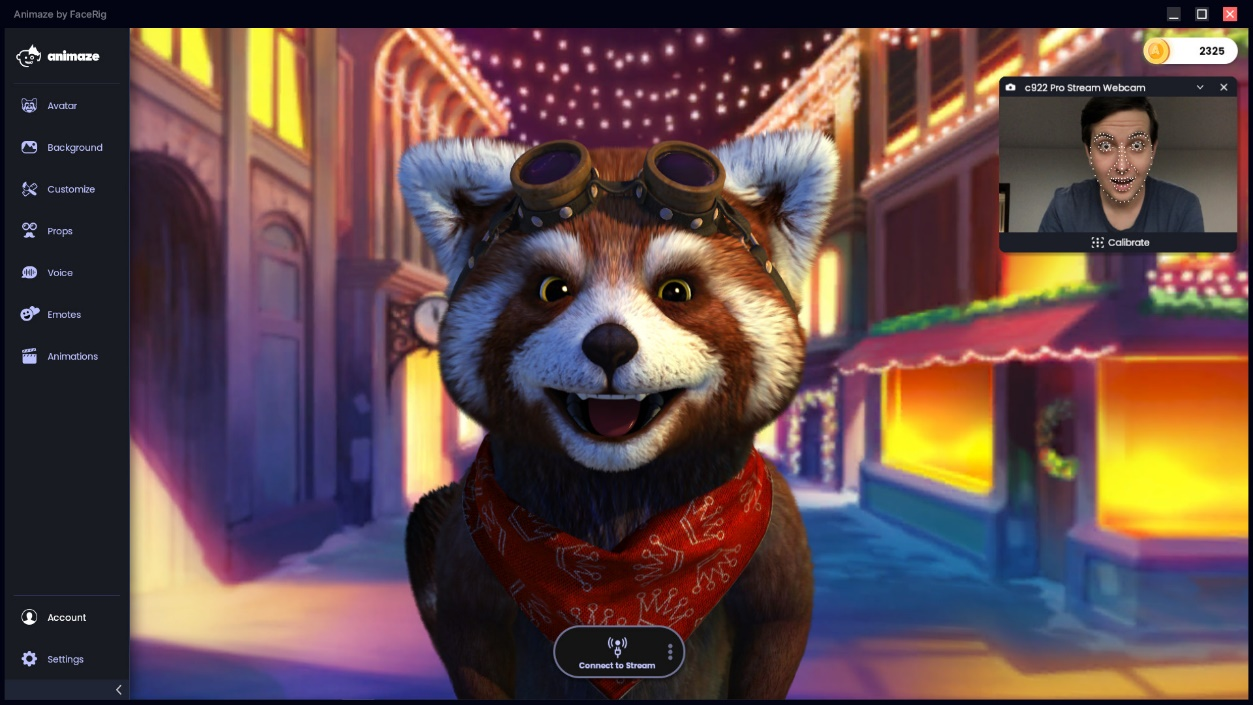 Animaze by FaceRig
animaze
2325
c922 Pro Stream Webcam
Avatar
Background
Customize
Props
Voice
Emotes
Animations
Calibrate
Account
Settings
Connect to Stream